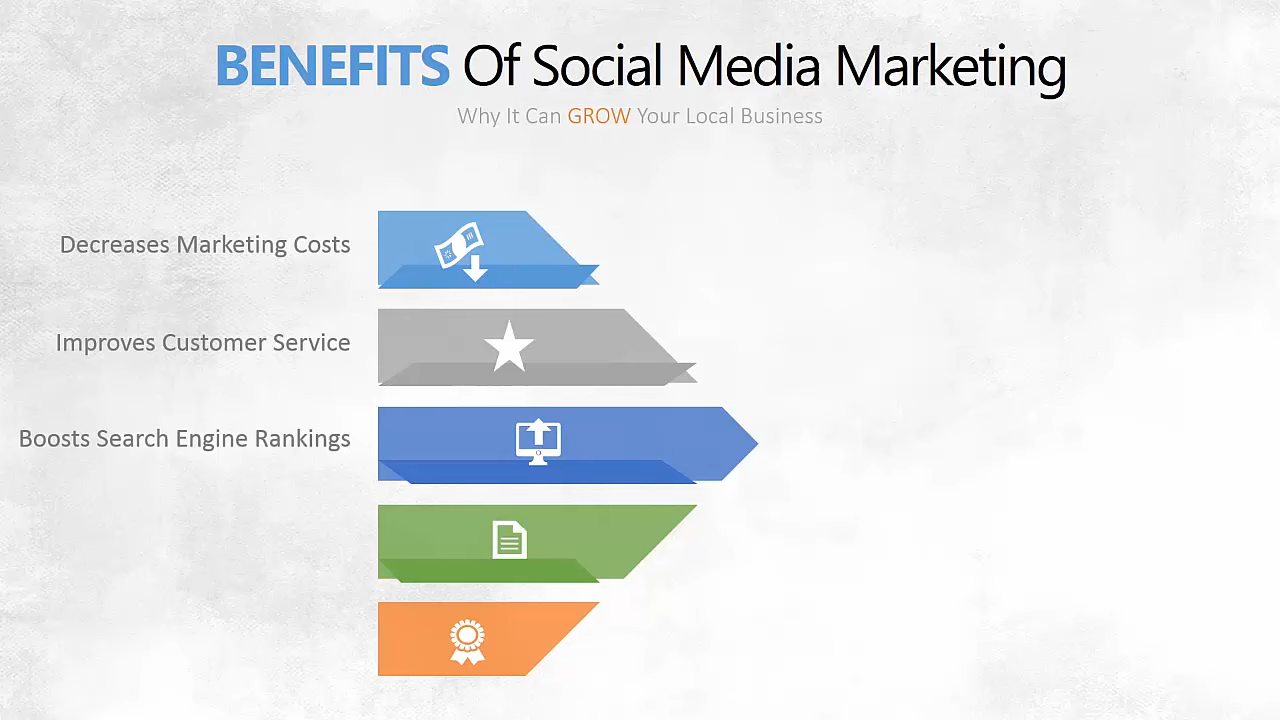 BENEFITS Of Social Media Marketing
Why It Can GROW Your Local Business
Decreases Marketing Costs
Improves Customer Service
Boosts Search Engine Rankings